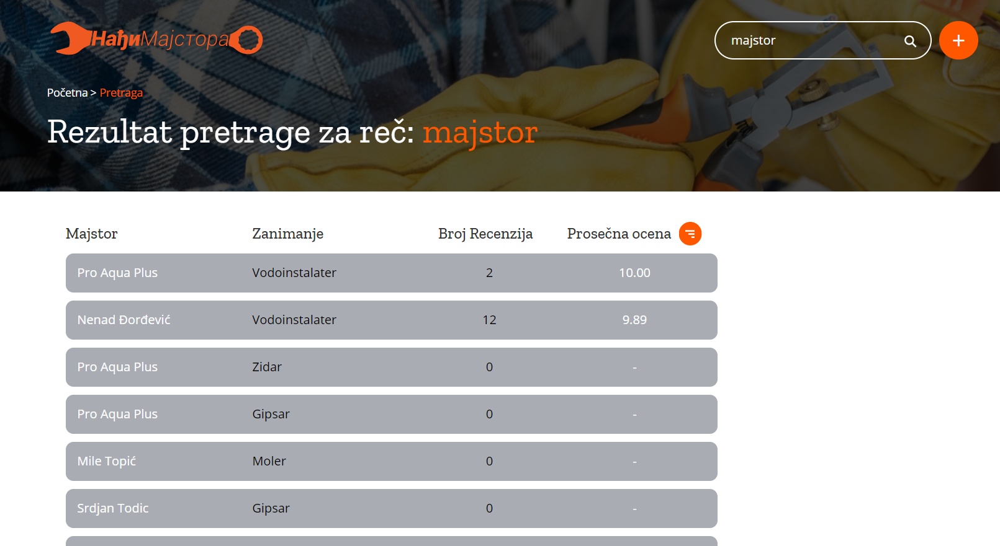 НађиМајстора
majstor
+
Početna > Pretraga
Rezultat pretrage za reč: majstor
Majstor Zanimanje Broj Recenzija Prosečna ocena
Pro Aqua Plus Vodoinstalater 2 10.00
Nenad Đorđević Vodoinstalater 12 9.89
Pro Aqua Plus Zidar 0 -
Pro Aqua Plus Gipsar 0 -
Mile Topić Moler 0 -
Srdjan Todic Gipsar 0 -